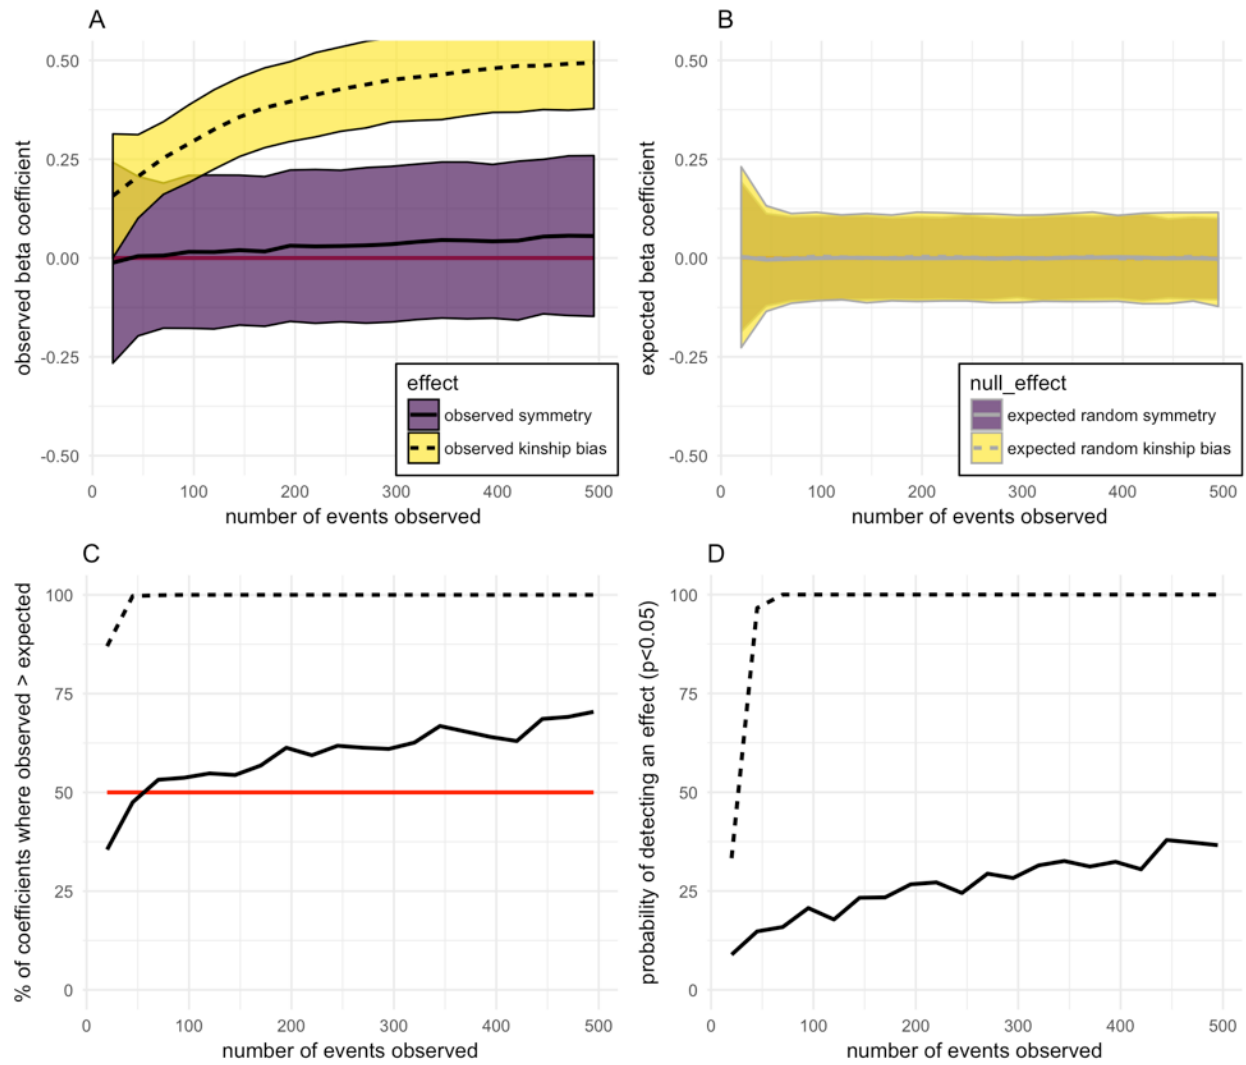 A
observed beta coefficient
0.50
0.25
0.00
-0.25
-0.50
effect
observed symmetry
observed kinship bias
0 100 200 300 400 500
number of events observed
B
expected beta coefficient
0.50
0.25
0.00
-0.25
-0.50
null_effect
expected random symmetry
expected random kinship bias
0 100 200 300 400 500
number of events observed
C
% of coefficients where observed > expected
100
75
50
25
0
0 100 200 300 400 500
number of events observed
D
probability of detecting an effect (p<0.05)
100
75
50
25
0
0 100 200 300 400 500
number of events observed